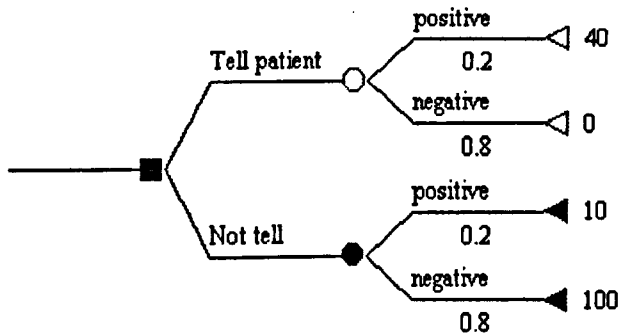 positive 40
0.2
Tell patient
negative 0
0.8
positive 10
0.2
Not tell
negative 100
0.8